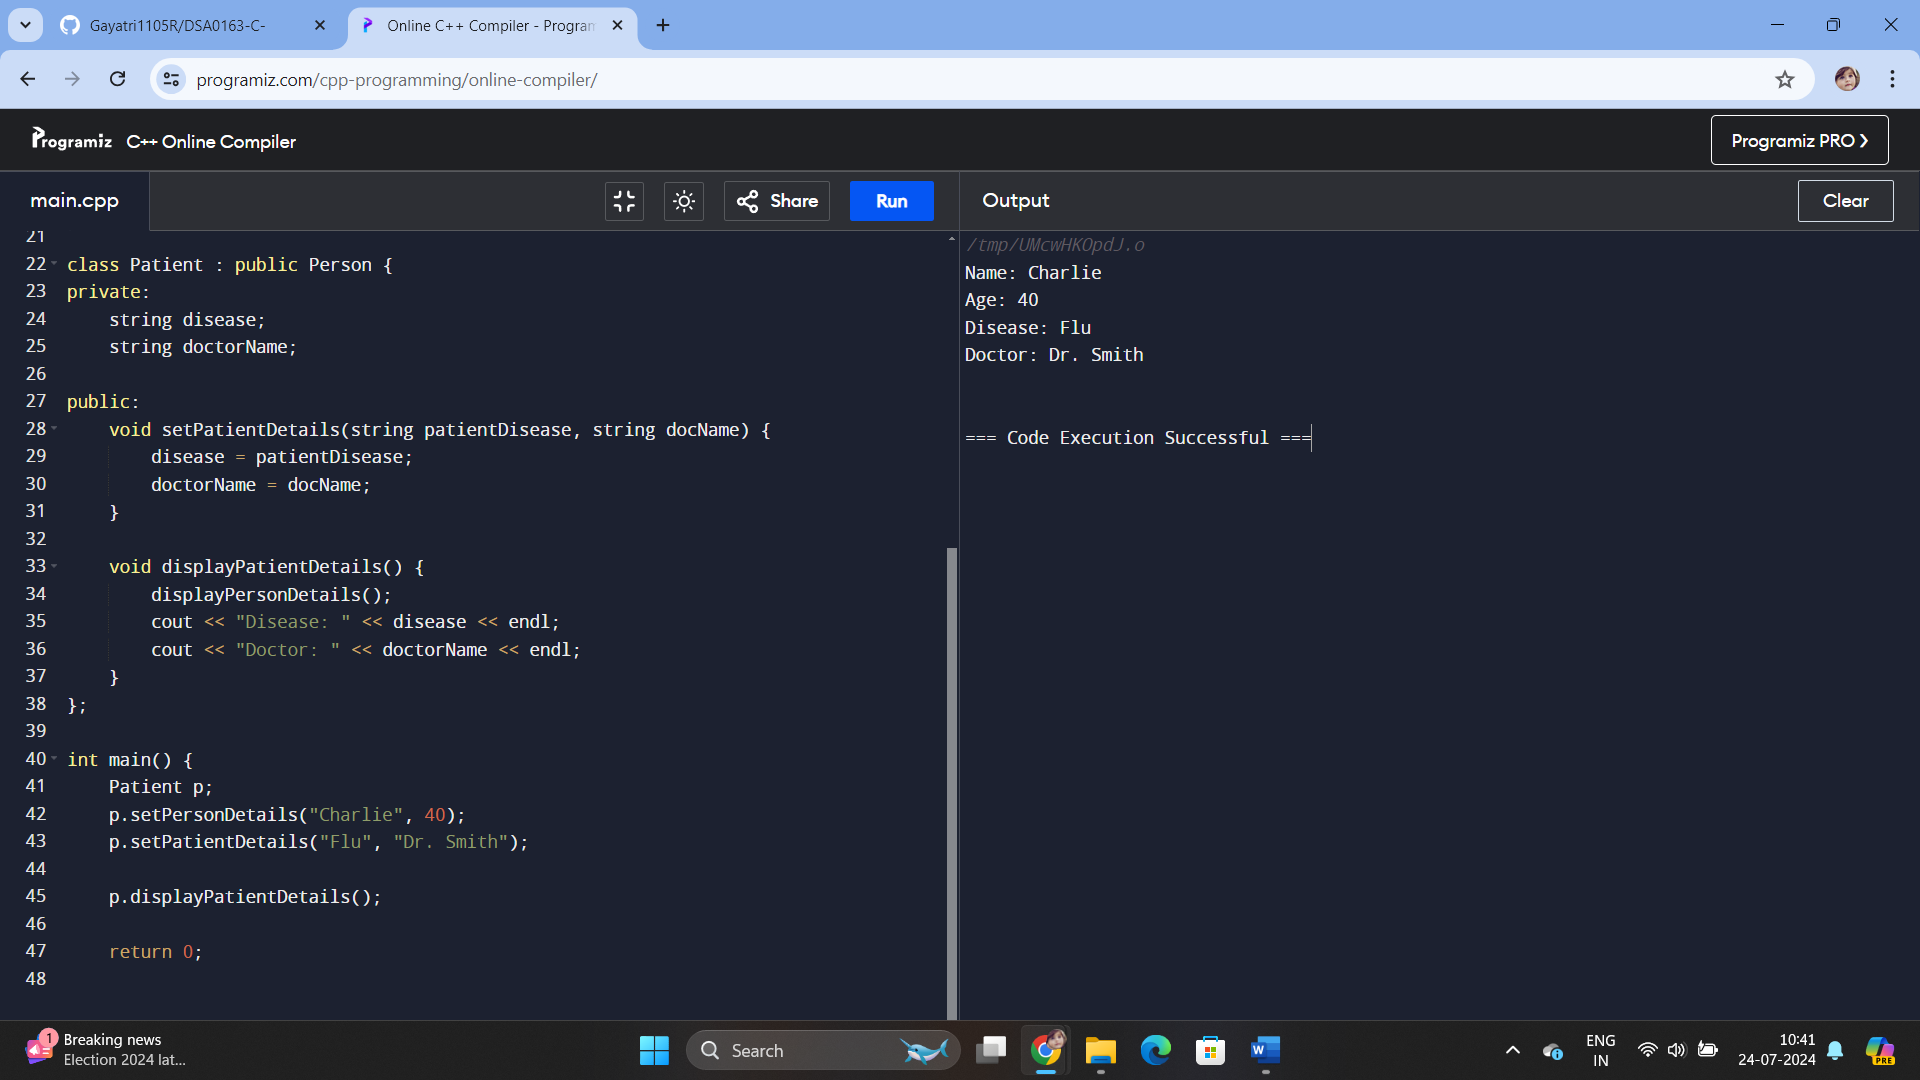 Gayatri1105R/DSA0163-C-
Online C++ Compiler - Program
programiz.com/cpp-programming/online-compiler/
Programiz C++ Online Compiler
Programiz PRO
main.cpp
Share
Run
Output
Clear
21
22 class Patient : public Person {
23 private:
24     string disease;
25     string doctorName;
26
27 public:
28     void setPatientDetails(string patientDisease, string docName) {
29         disease = patientDisease;
30         doctorName = docName;
31     }
32
33     void displayPatientDetails() {
34         displayPersonDetails();
35         cout << "Disease: " << disease << endl;
36         cout << "Doctor: " << doctorName << endl;
37     }
38 };
39
40 int main() {
41     Patient p;
42     p.setPersonDetails("Charlie", 40);
43     p.setPatientDetails("Flu", "Dr. Smith");
44
45     p.displayPatientDetails();
46
47     return 0;
48
/tmp/UMcwHKOpdJ.o
Name: Charlie
Age: 40
Disease: Flu
Doctor: Dr. Smith
=== Code Execution Successful ===
1
Breaking news
Election 2024 lat...
Search
W
PRE
ENG
IN
10:41
24-07-2024